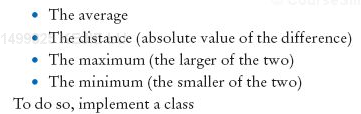 • The average
• The distance (absolute value of the difference)
• The maximum (the larger of the two)
• The minimum (the smaller of the two)
To do so, implement a class